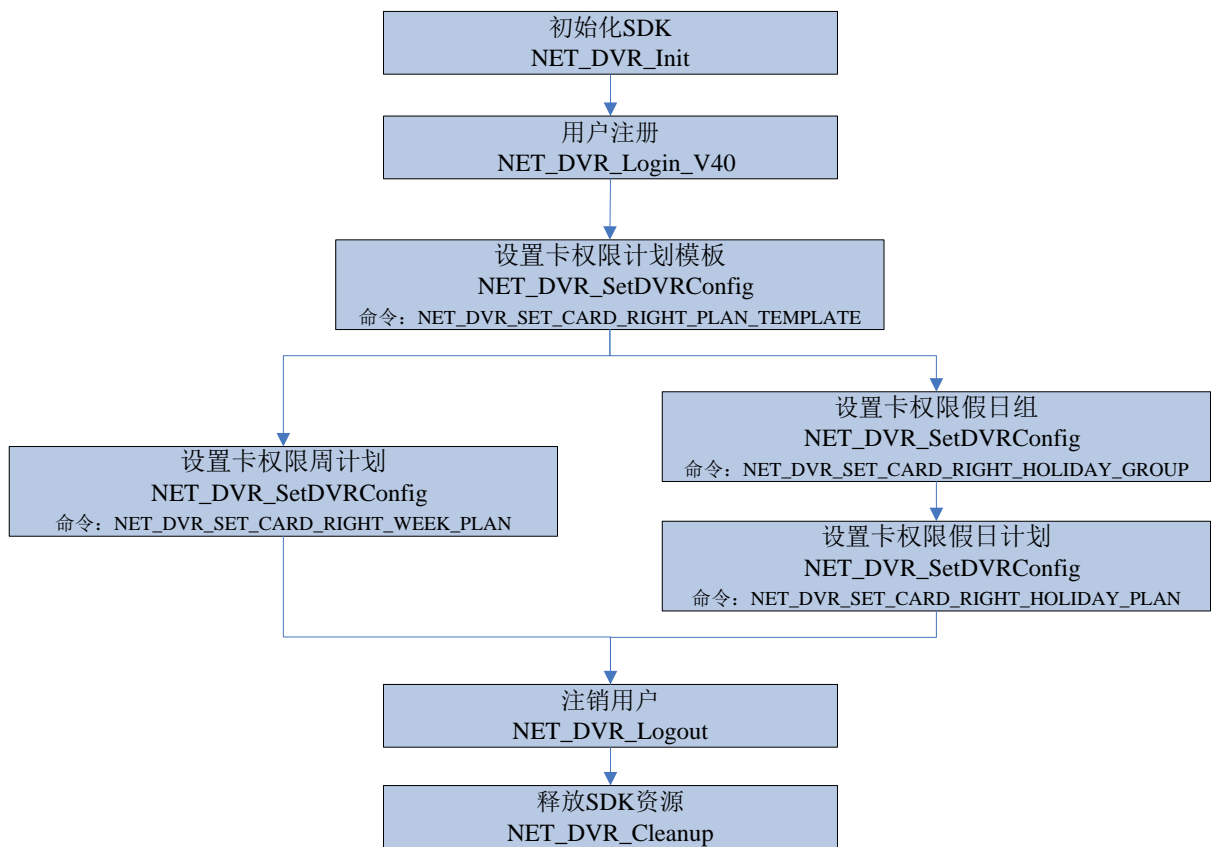 初始化SDK
NET_DVR_Init
用户注册
NET_DVR_Login_V40
设置卡权限计划模板
NET_DVR_SetDVRConfig
命令：NET_DVR_SET_CARD_RIGHT_PLAN_TEMPLATE
设置卡权限周计划
NET_DVR_SetDVRConfig
命令：NET_DVR_SET_CARD_RIGHT_WEEK_PLAN
设置卡权限假日组
NET_DVR_SetDVRConfig
命令：NET_DVR_SET_CARD_RIGHT_HOLIDAY_GROUP
设置卡权限假日计划
NET_DVR_SetDVRConfig
命令：NET_DVR_SET_CARD_RIGHT_HOLIDAY_PLAN
注销用户
NET_DVR_Logout
释放SDK资源
NET_DVR_Cleanup